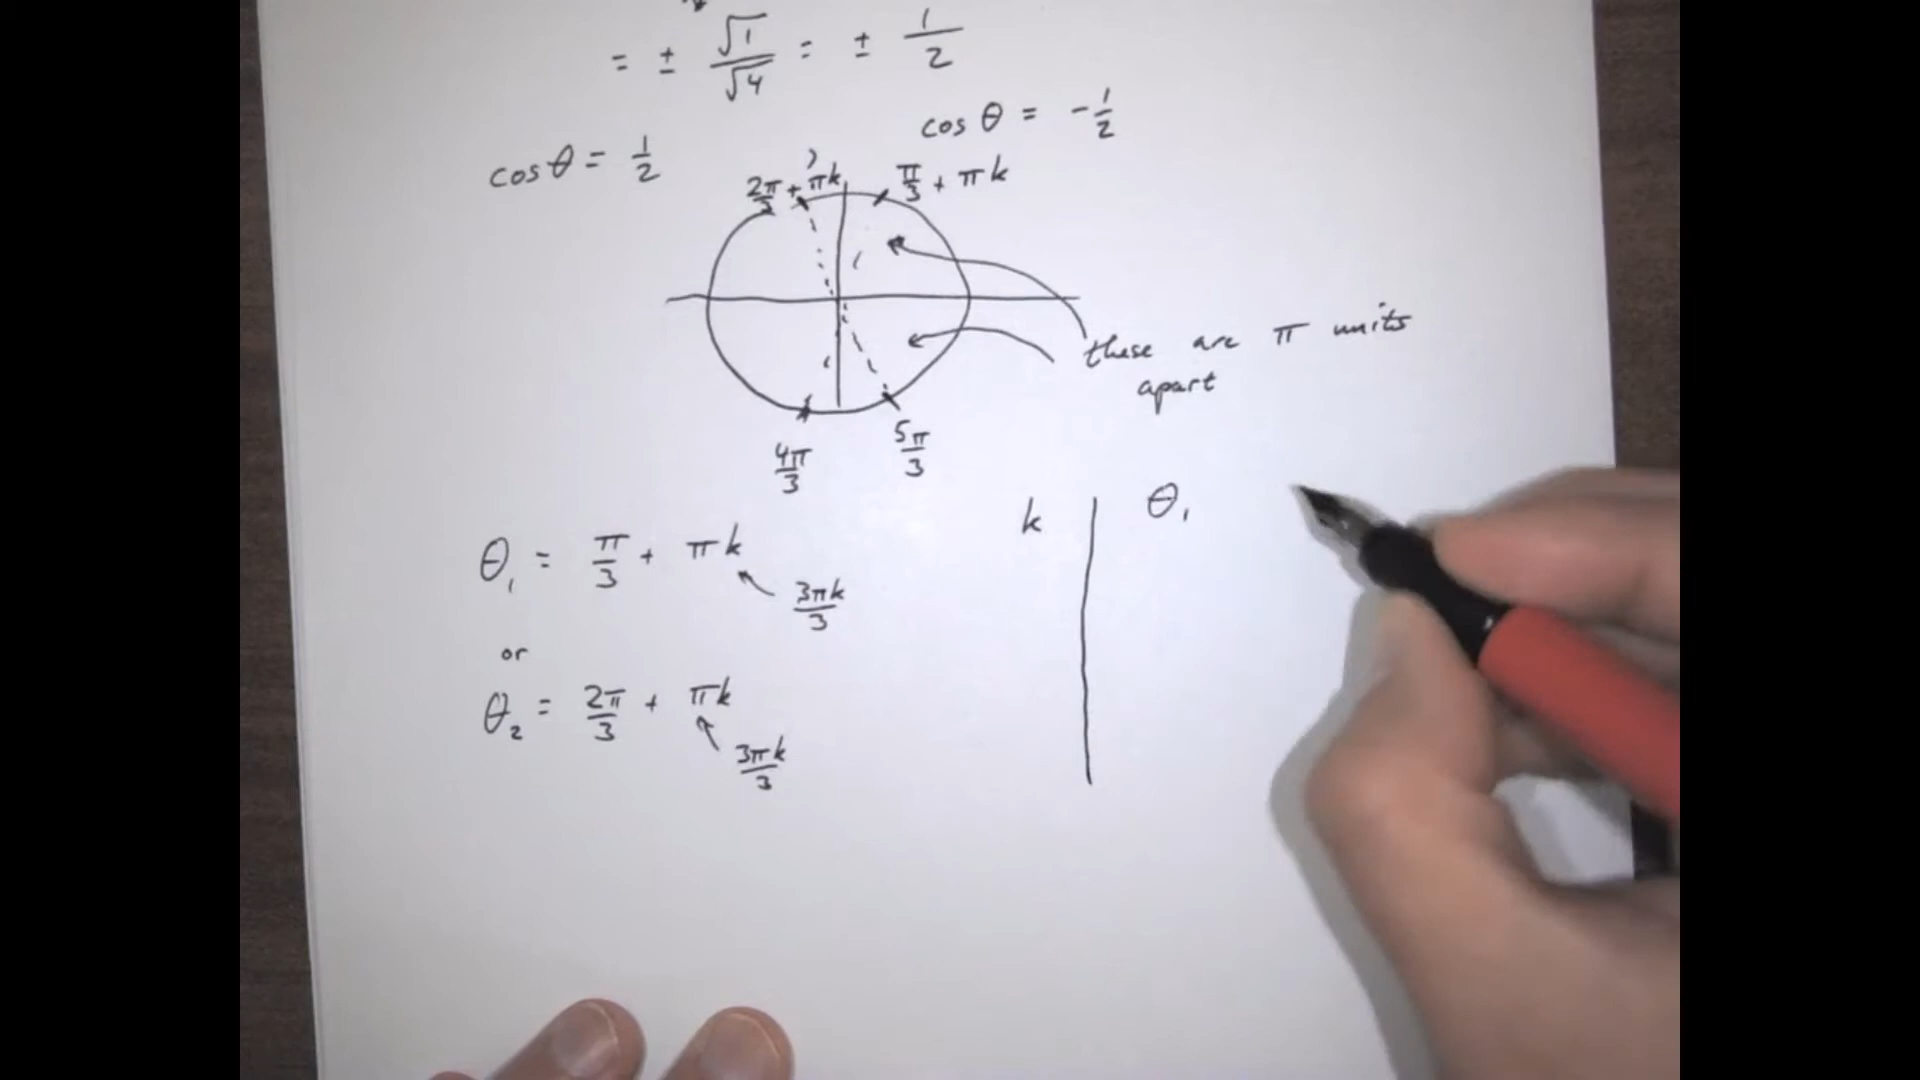 = ± √1/√4 = ± 1/2
cos θ = -1/2
cos θ = 1/2
2π/3 + πk
π/3 + πk
these are π units
apart
4π/3
5π/3
k | θ₁
θ₁ = π/3 + πk
3πk/3
or
θ₂ = 2π/3 + πk
3πk/3